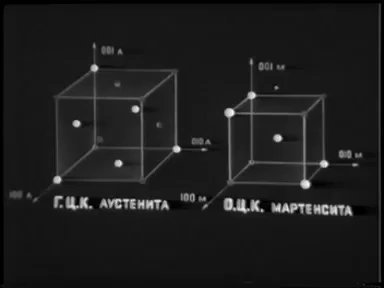 001 А
001 М
010 А
010 М
100 А
100 М
Г.Ц.К. АУСТЕНИТА
О.Ц.К. МАРТЕНСИТА